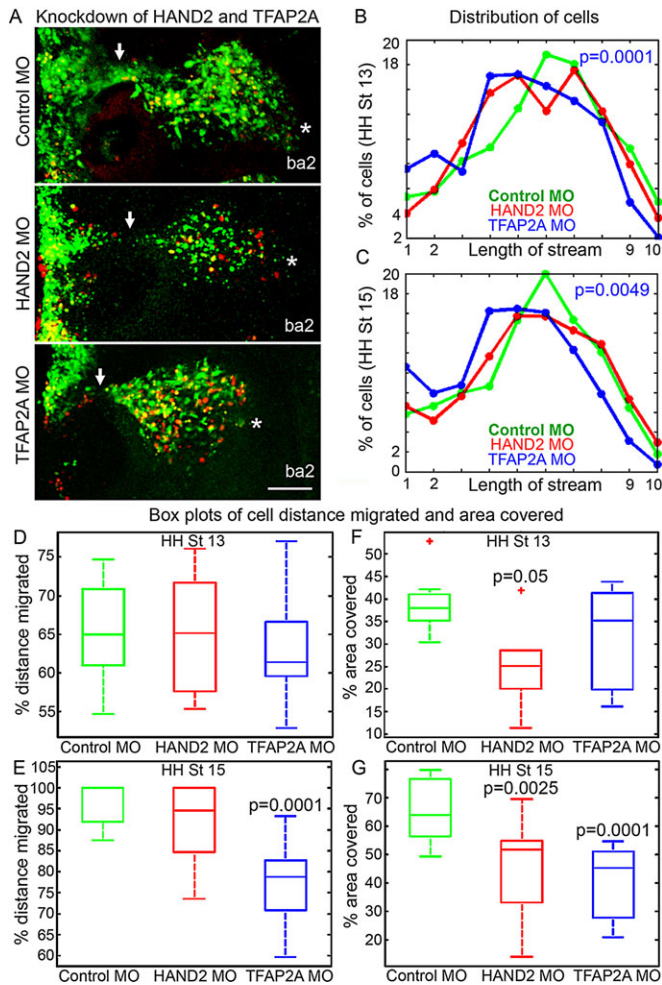 A Knockdown of HAND2 and TFAP2A
Control MO
*
ba2
HAND2 MO
*
ba2
TFAP2A MO
*
ba2
B Distribution of cells
% of cells (HH St 13)
20
18
4
2
p=0.0001
Control MO
HAND2 MO
TFAP2A MO
1 2 9 10
Length of stream
C
% of cells (HH St 15)
20
18
2
0
p=0.0049
Control MO
HAND2 MO
TFAP2A MO
1 2 9 10
Length of stream
Box plots of cell distance migrated and area covered
D HH St 13
% distance migrated
75
70
65
60
55
Control MO HAND2 MO TFAP2A MO
F HH St 13
% area covered
50
45
40
35
30
25
20
15
10
p=0.05
Control MO HAND2 MO TFAP2A MO
E HH St 15
% distance migrated
105
100
95
90
85
80
75
70
65
60
p=0.0001
Control MO HAND2 MO TFAP2A MO
G HH St 15
% area covered
70
60
50
40
30
20
p=0.0025
p=0.0001
Control MO HAND2 MO TFAP2A MO